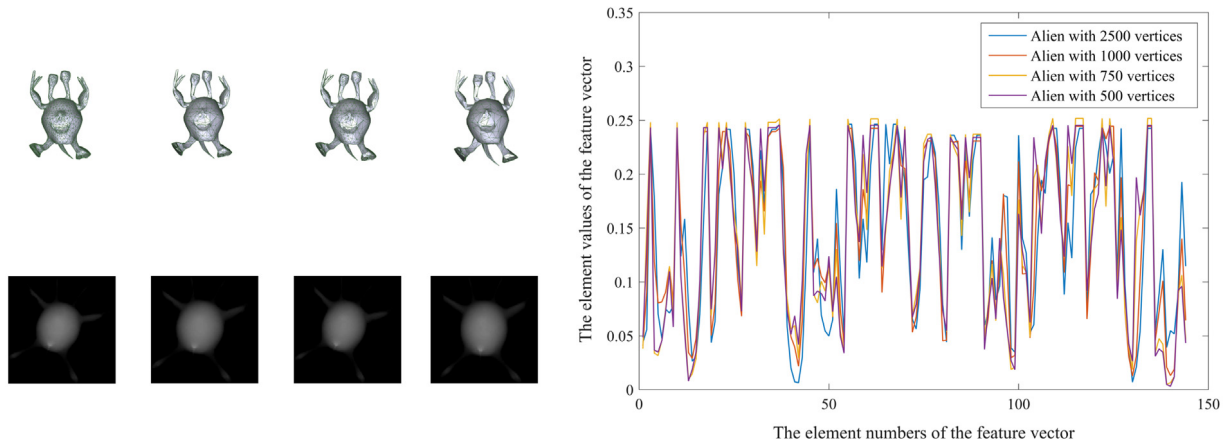 0.35
0.3
0.25
0.2
0.15
0.1
0.05
0
The element values of the feature vector
Alien with 2500 vertices
Alien with 1000 vertices
Alien with 750 vertices
Alien with 500 vertices
0 50 100 150
The element numbers of the feature vector